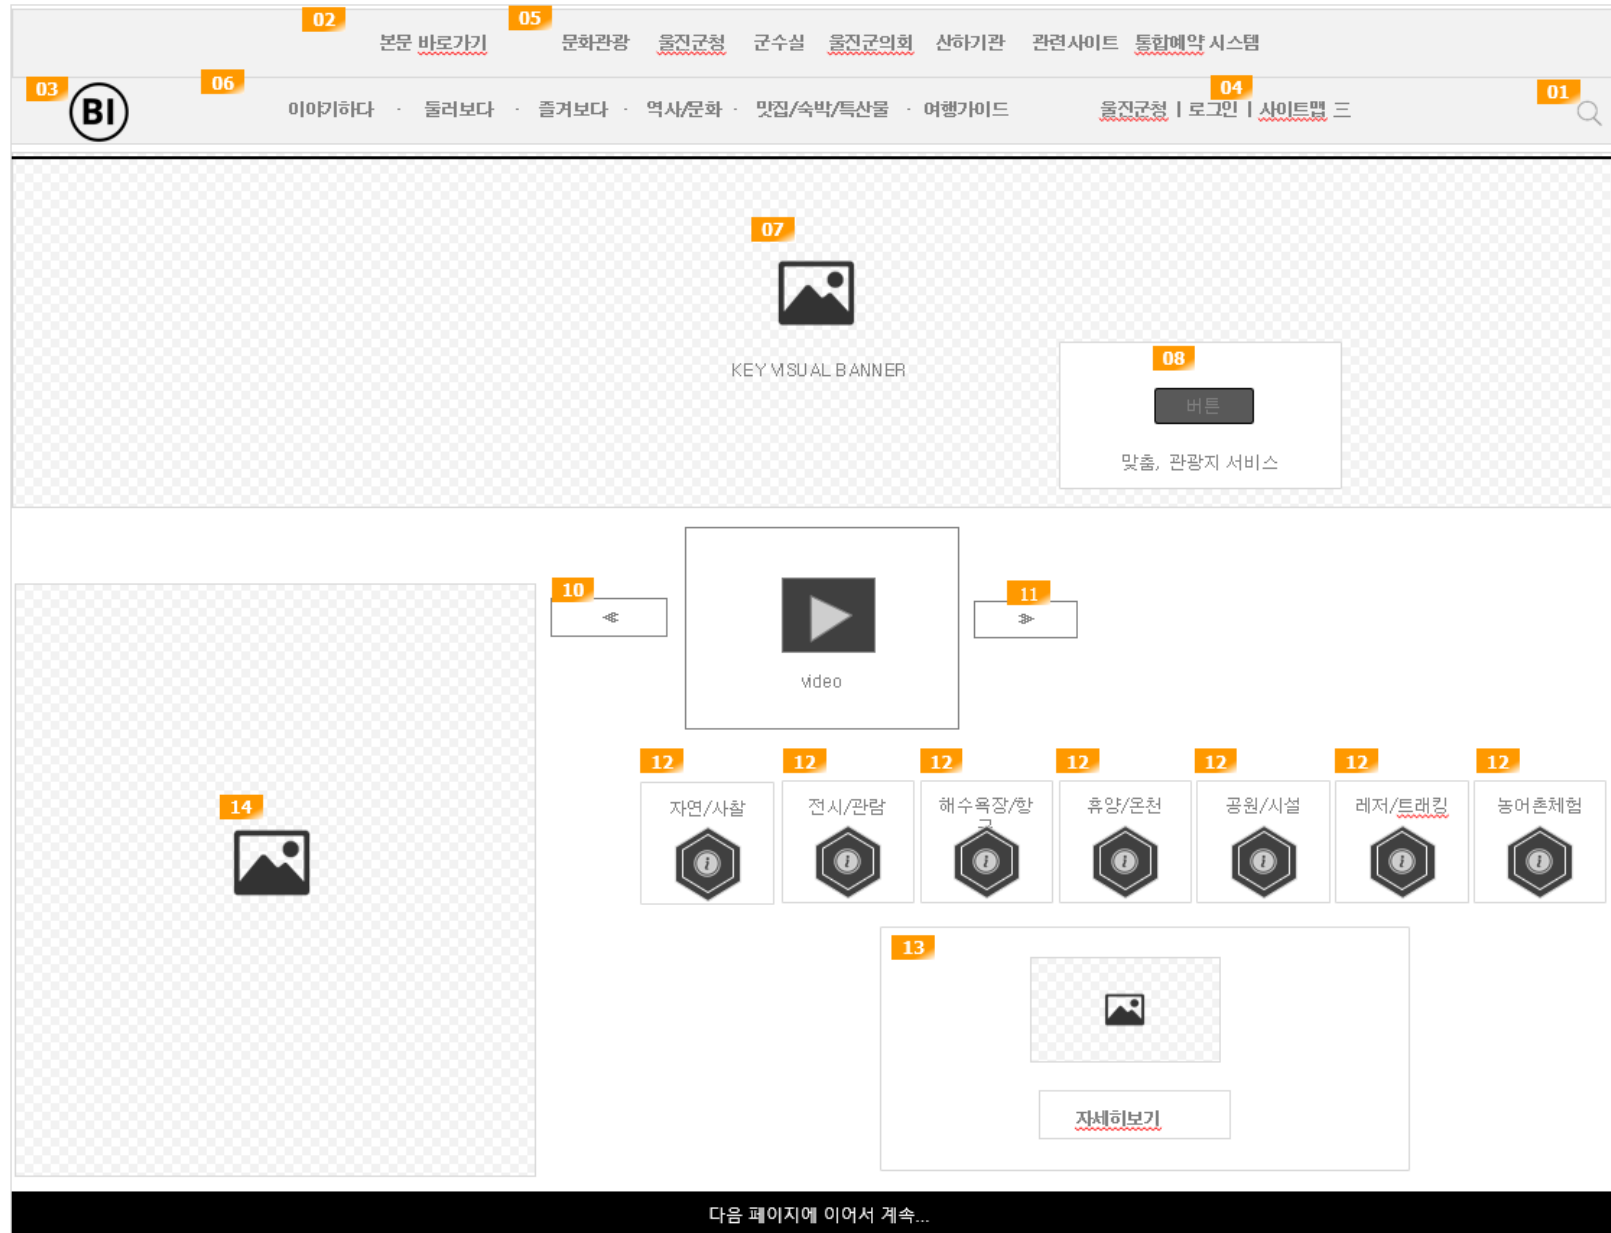 02 05
본문 바로가기 문화관광 울진군청 군수실 울진군의회 산하기관 관련사이트 통합예약 시스템
03 06 04 01
BI 이야기하다 · 둘러보다 · 즐겨보다 · 역사/문화 · 맛집/숙박/특산물 · 여행가이드 울진군청 | 로그인 | 사이트맵 三
07
KEY VISUAL BANNER
08
버튼
맞춤, 관광지 서비스
10 11
≪ ≫
video
12 12 12 12 12 12 12
자연/사찰 전시/관람 해수욕장/항구 휴양/온천 공원/시설 레저/트래킹 농어촌체험
i i i i i i i
14
13
자세히보기
다음 페이지에 이어서 계속...